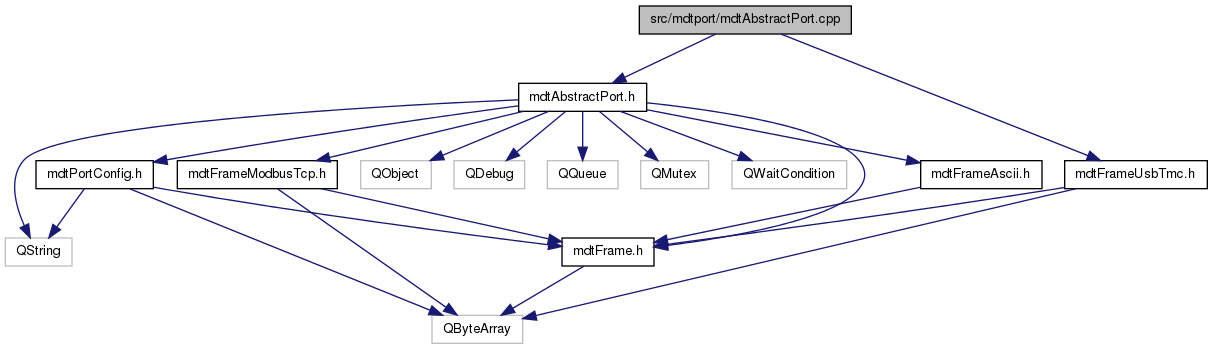 src/mdtport/mdtAbstractPort.cpp
mdtAbstractPort.h
mdtPortConfig.h
mdtFrameModbusTcp.h
QObject
QDebug
QQueue
QMutex
QWaitCondition
mdtFrameAscii.h
mdtFrameUsbTmc.h
QString
mdtFrame.h
QByteArray